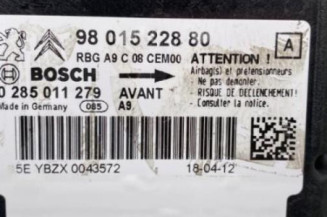 98 015 228 80
A
RBG A9 C 08 CEM00
ATTENTION !
BOSCH
Airbag(s) et prétensionneurs
Ne pas demonter.
0 285 011 279
AVANT
RISQUE DE DECLENCHEMENT!
Consulter la notice.
Made in Germany
085
A9
5E YBZX 0043572
18-04-12